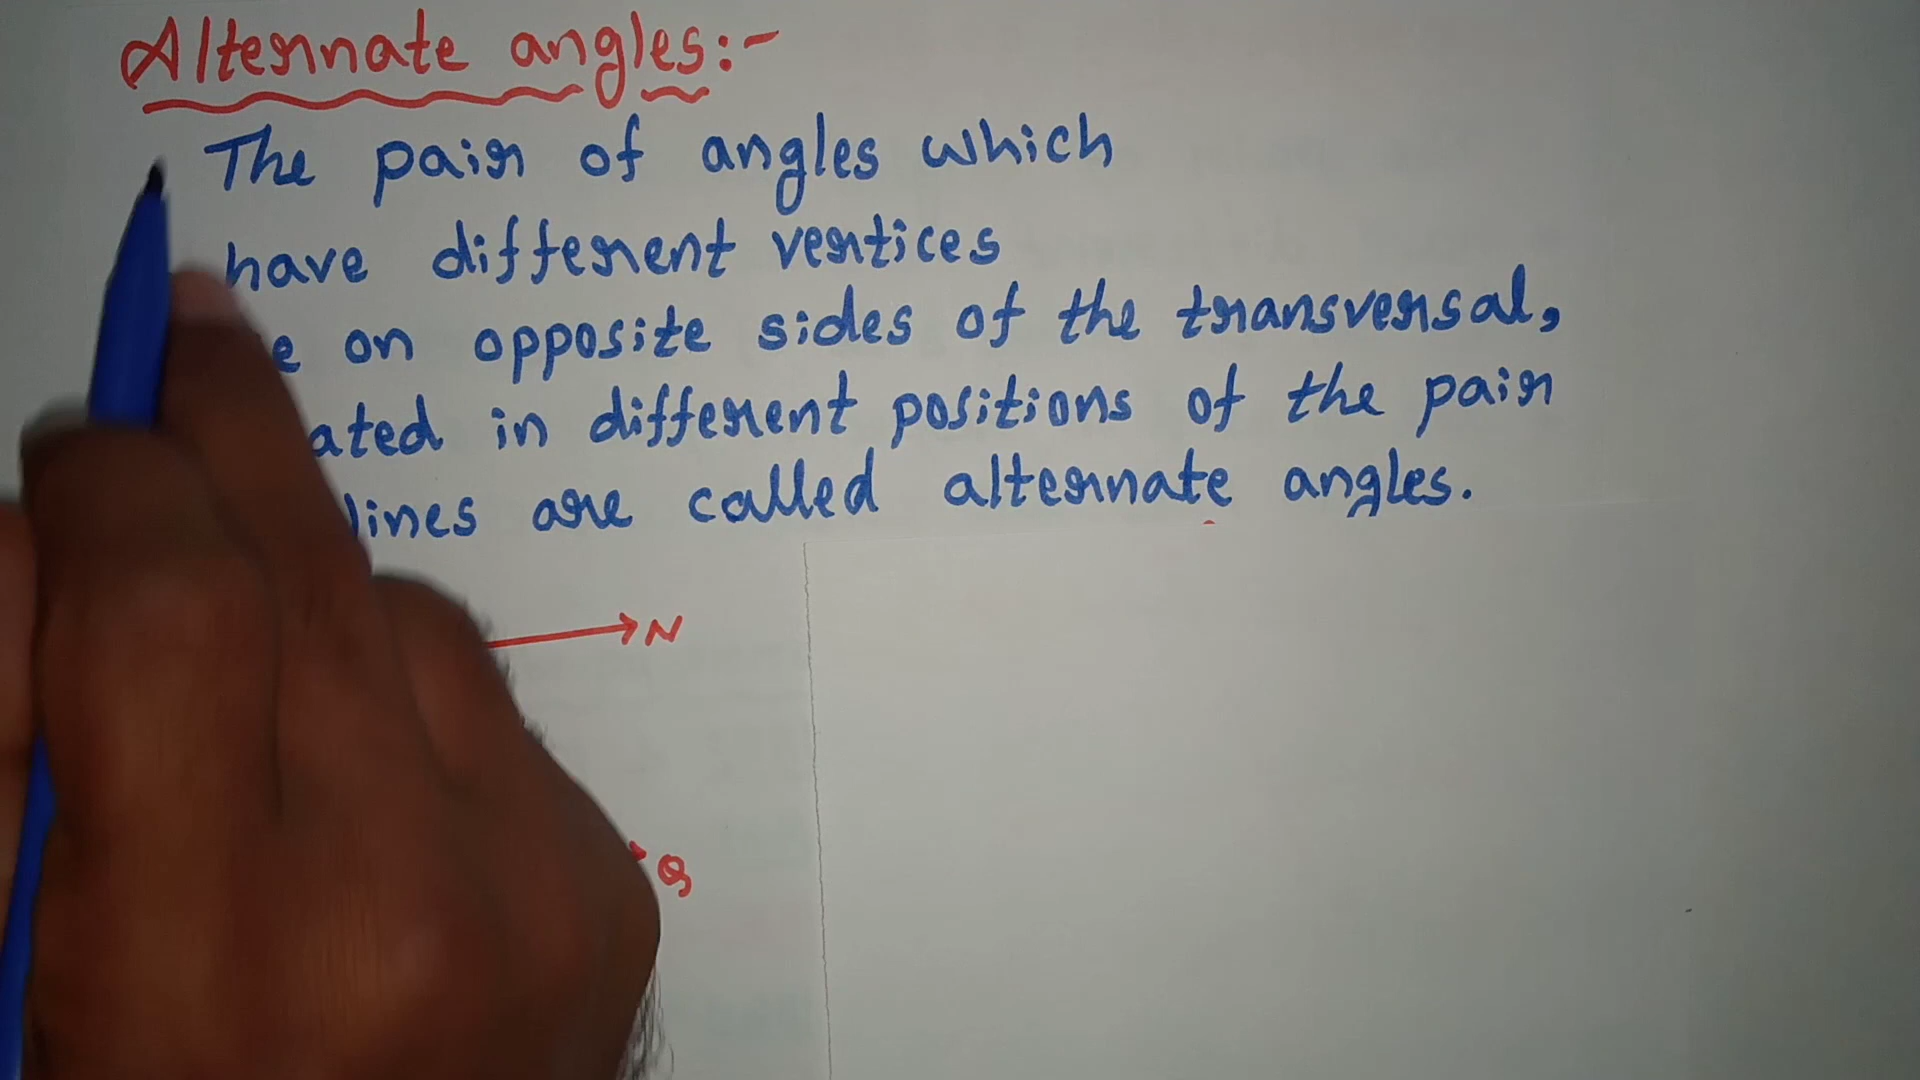 Alternate angles:-
The pair of angles which
have different vertices
on opposite sides of the transversal,
in different positions of the pair
lines are called alternate angles.
N
Q